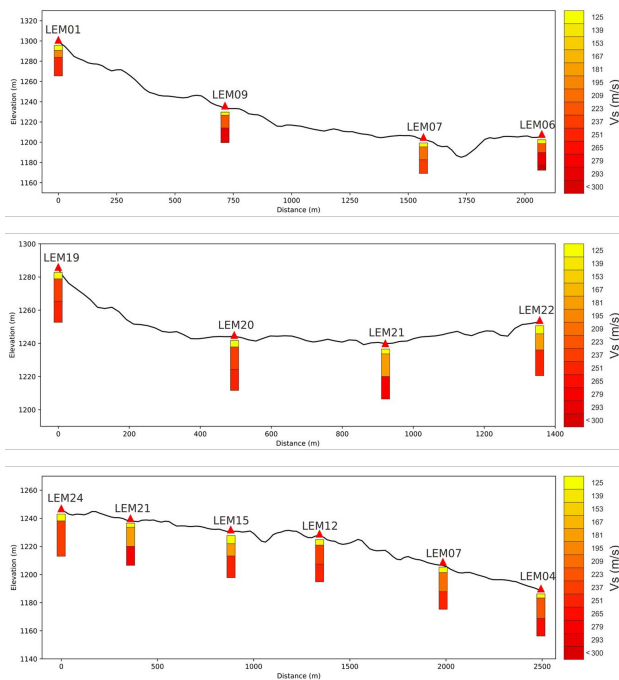 LEM01
LEM09
LEM07
LEM06
Elevation (m)
1320
1300
1280
1260
1240
1220
1200
1180
1160
0 250 500 750 1000 1250 1500 1750 2000
Distance (m)
125
139
153
167
181
195
209
223
237
251
265
279
293
<300
Vs (m/s)
LEM19
LEM20
LEM21
LEM22
Elevation (m)
1300
1280
1260
1240
1220
1200
0 200 400 600 800 1000 1200 1400
Distance (m)
125
139
153
167
181
195
209
223
237
251
265
279
293
<300
Vs (m/s)
LEM24
LEM21
LEM15
LEM12
LEM07
LEM04
Elevation (m)
1260
1240
1220
1200
1180
1160
1140
0 500 1000 1500 2000 2500
Distance (m)
125
139
153
167
181
195
209
223
237
251
265
279
293
<300
Vs (m/s)